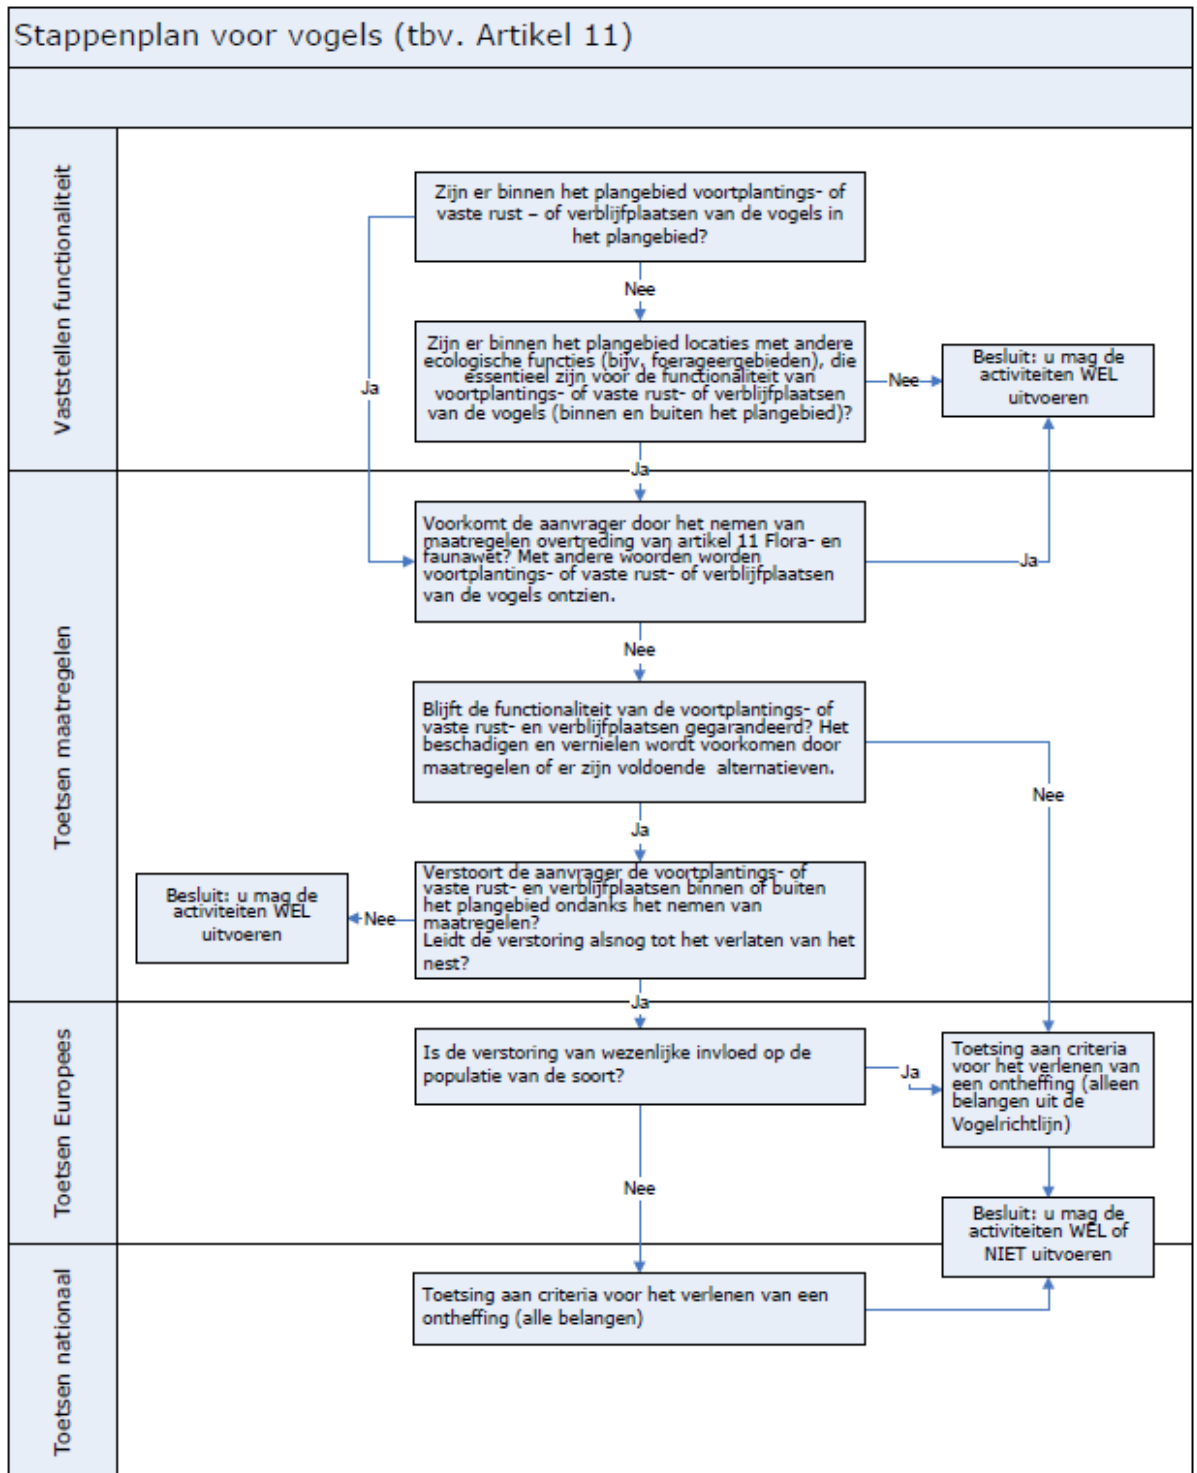 Stappenplan voor vogels (tbv. Artikel 11)
Vaststellen functionaliteit
Zijn er binnen het plangebied voortplantings- of
vaste rust – of verblijfplaatsen van de vogels in
het plangebied?
Nee
Zijn er binnen het plangebied locaties met andere
ecologische functies (bijv. foerageergebieden), die
essentieel zijn voor de functionaliteit van
voortplantings- of vaste rust- of verblijfplaatsen
van de vogels (binnen en buiten het plangebied)?
Nee
Besluit: u mag de
activiteiten WEL
uitvoeren
Ja
Ja
Toetsen maatregelen
Voorkomt de aanvrager door het nemen van
maatregelen overtreding van artikel 11 Flora- en
faunawet? Met andere woorden worden
voortplantings- of vaste rust- of verblijfplaatsen
van de vogels ontzien.
Ja
Nee
Blijft de functionaliteit van de voortplantings- of
vaste rust- en verblijfplaatsen gegarandeerd? Het
beschadigen en vernielen wordt voorkomen door
maatregelen of er zijn voldoende alternatieven.
Nee
Ja
Verstoort de aanvrager de voortplantings- of
vaste rust- en verblijfplaatsen binnen of buiten
het plangebied ondanks het nemen van
maatregelen?
Leidt de verstoring alsnog tot het verlaten van het
nest?
Nee
Besluit: u mag de
activiteiten WEL
uitvoeren
Ja
Toetsen Europees
Is de verstoring van wezenlijke invloed op de
populatie van de soort?
Ja
Toetsing aan criteria
voor het verlenen van
een ontheffing (alleen
belangen uit de
Vogelrichtlijn)
Nee
Besluit: u mag de
activiteiten WEL of
NIET uitvoeren
Toetsen nationaal
Toetsing aan criteria voor het verlenen van een
ontheffing (alle belangen)